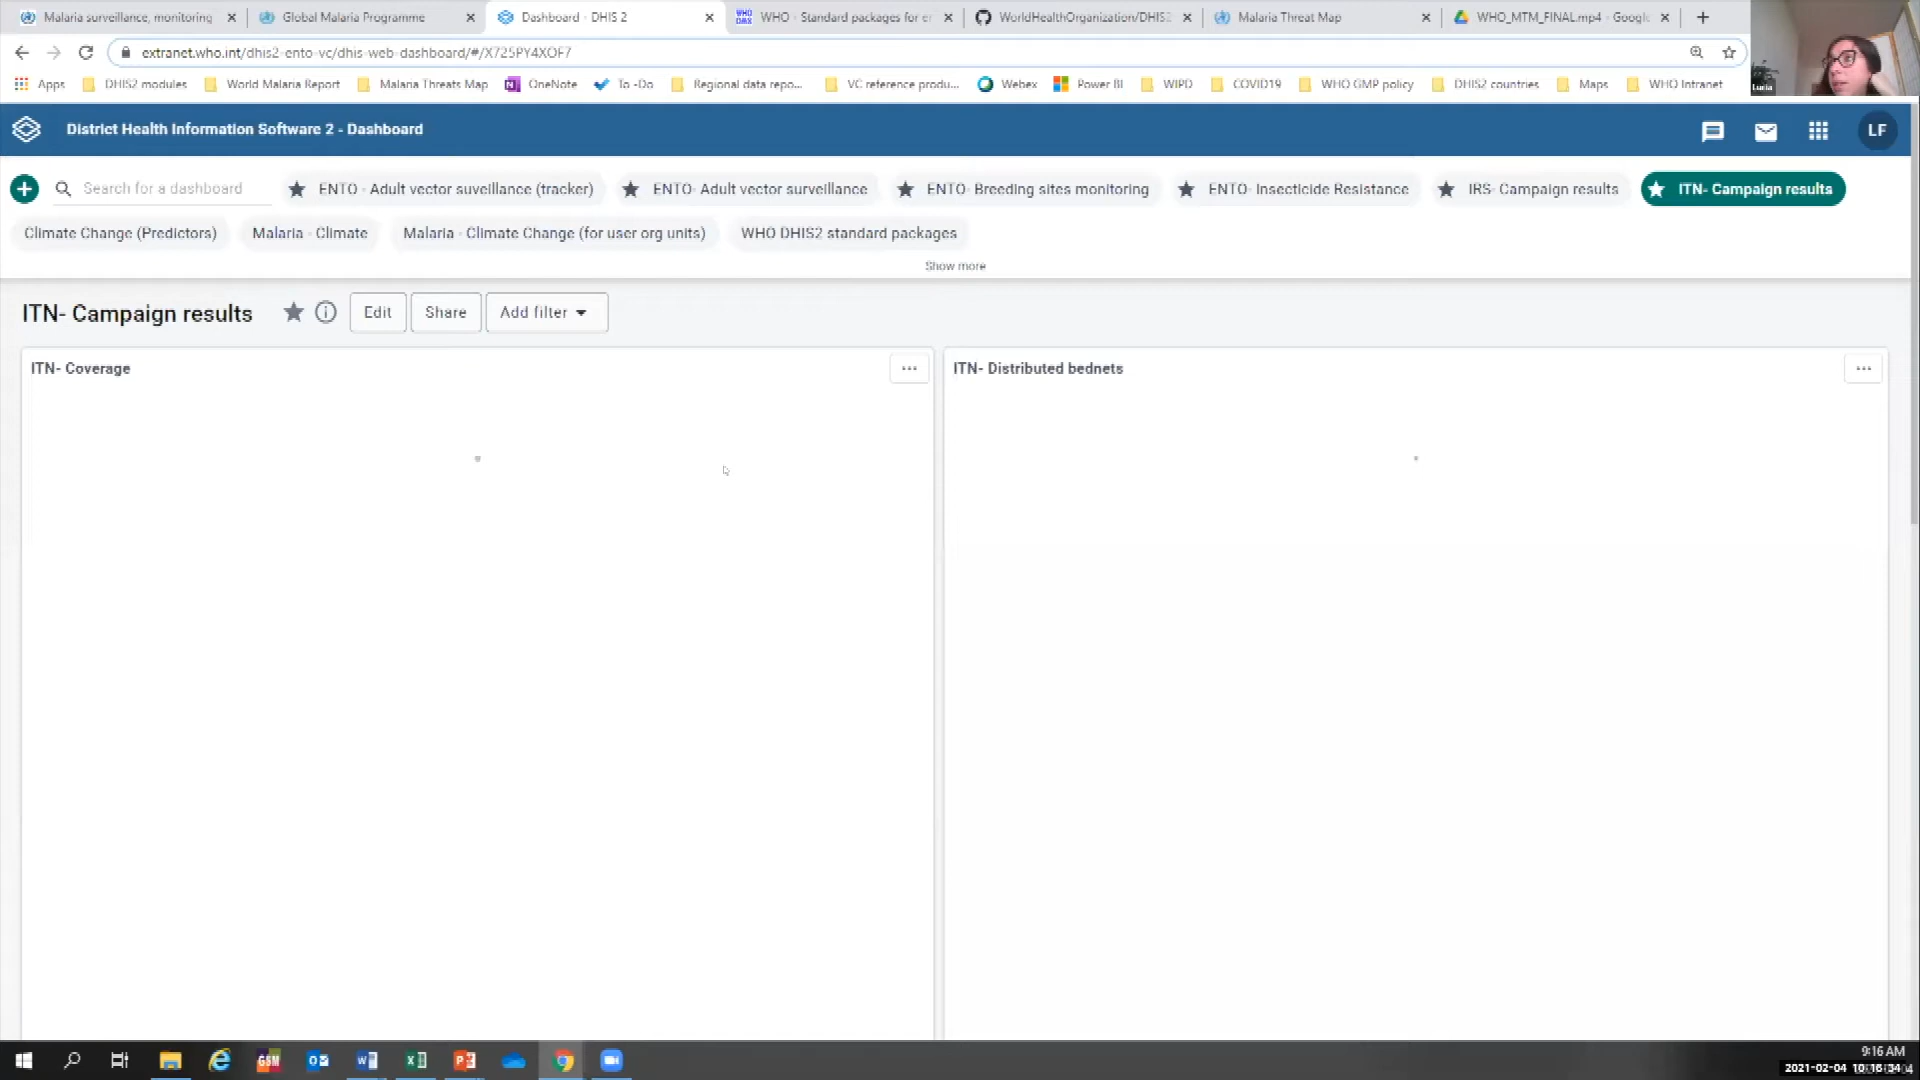 Malaria surveillance, monitoring
Global Malaria Programme
Dashboard - DHIS 2
WHO - Standard packages for er
WorldHealthOrganization/DHIS2
Malaria Threat Map
WHO_MTM_FINAL.mp4 - Google
extranet.who.int/dhis2-ento-vc/dhis-web-dashboard/#/X725PY4XOF7
Apps
DHIS2 modules
World Malaria Report
Malaria Threats Map
OneNote
To -Do
Regional data repo...
VC reference produ...
Webex
Power BI
WIPD
COVID19
WHO GMP policy
DHIS2 countries
Maps
WHO Intranet
Lucia
District Health Information Software 2 - Dashboard
LF
Search for a dashboard
ENTO - Adult vector suveillance (tracker)
ENTO- Adult vector surveillance
ENTO- Breeding sites monitoring
ENTO- Insecticide Resistance
IRS- Campaign results
ITN- Campaign results
Climate Change (Predictors)
Malaria - Climate
Malaria - Climate Change (for user org units)
WHO DHIS2 standard packages
Show more
ITN- Campaign results
Edit
Share
Add filter
ITN- Coverage
ITN- Distributed bednets
GSM
9:16 AM